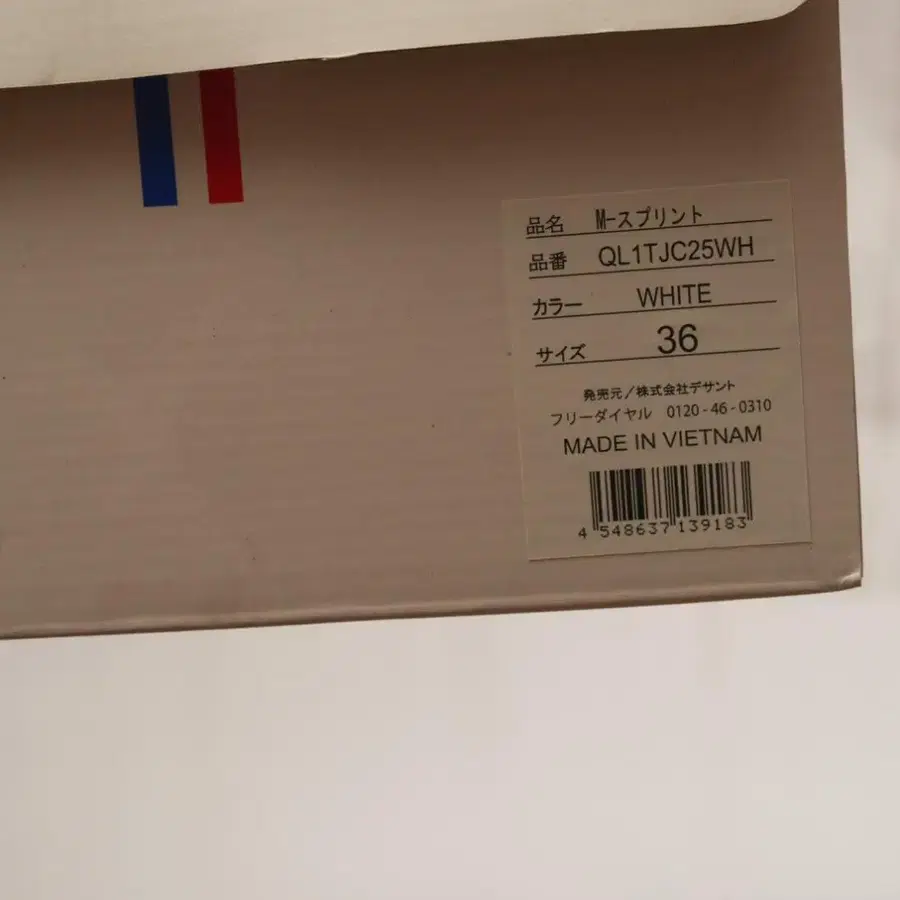 品名 M-スプリント
品番 QL1TJC25WH
カラー WHITE
サイズ 36
発売元/株式会社デサント
フリーダイヤル 0120-46-0310
MADE IN VIETNAM
4 548637 139183